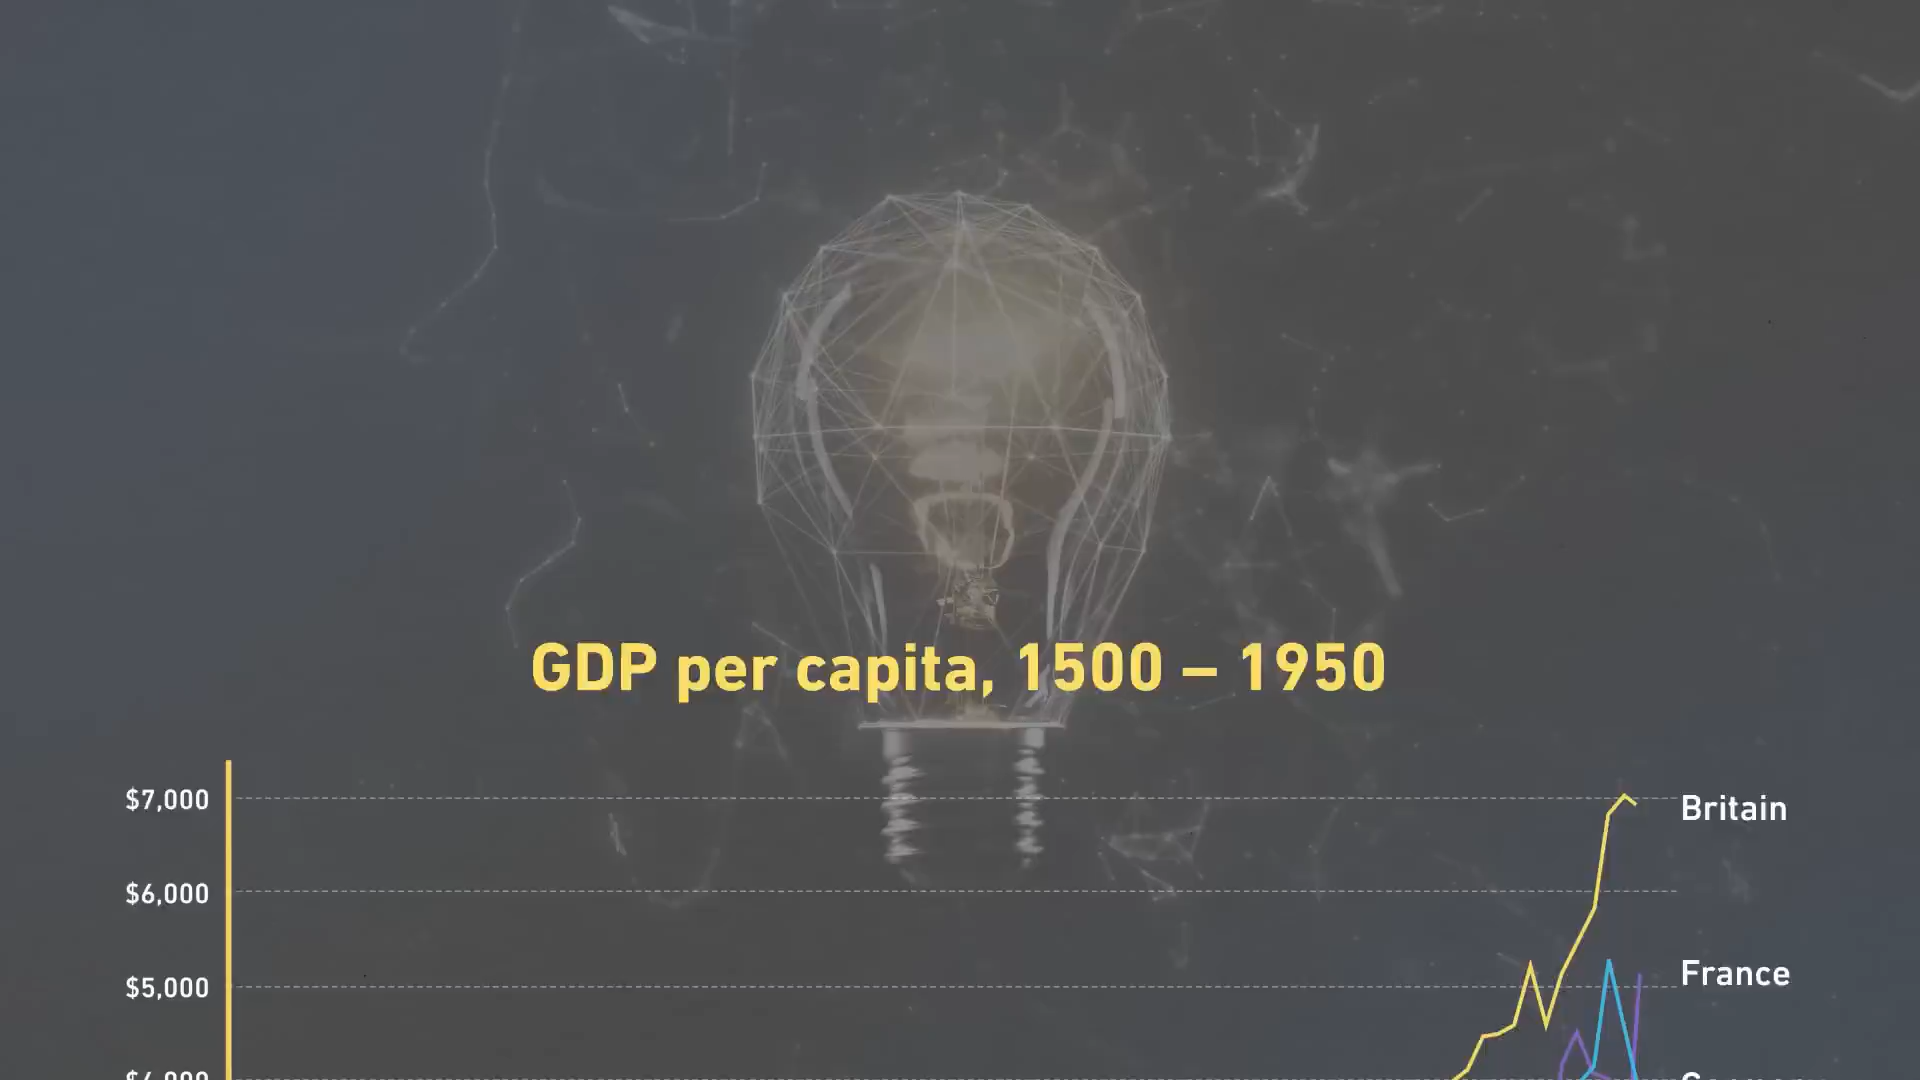 GDP per capita, 1500 – 1950
$7,000
Britain
$6,000
$5,000
France